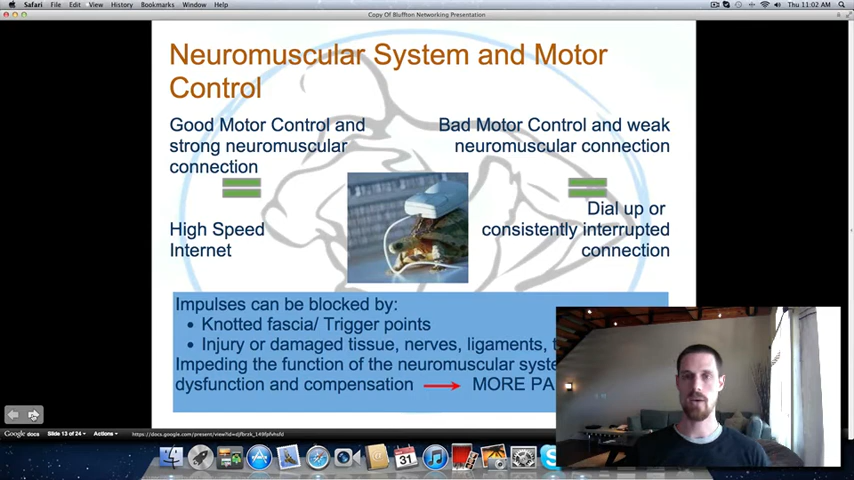 Safari File Edit View History Bookmarks Window Help
Thu 11:02 AM
Copy Of Bluffton Networking Presentation
Neuromuscular System and Motor
Control
Good Motor Control and
strong neuromuscular
connection
Bad Motor Control and weak
neuromuscular connection
High Speed
Internet
Dial up or
consistently interrupted
connection
Impulses can be blocked by:
• Knotted fascia/ Trigger points
• Injury or damaged tissue, nerves, ligaments,
Impeding the function of the neuromuscular
dysfunction and compensation → MORE
Google docs
Slide 13 of 24
Actions
31